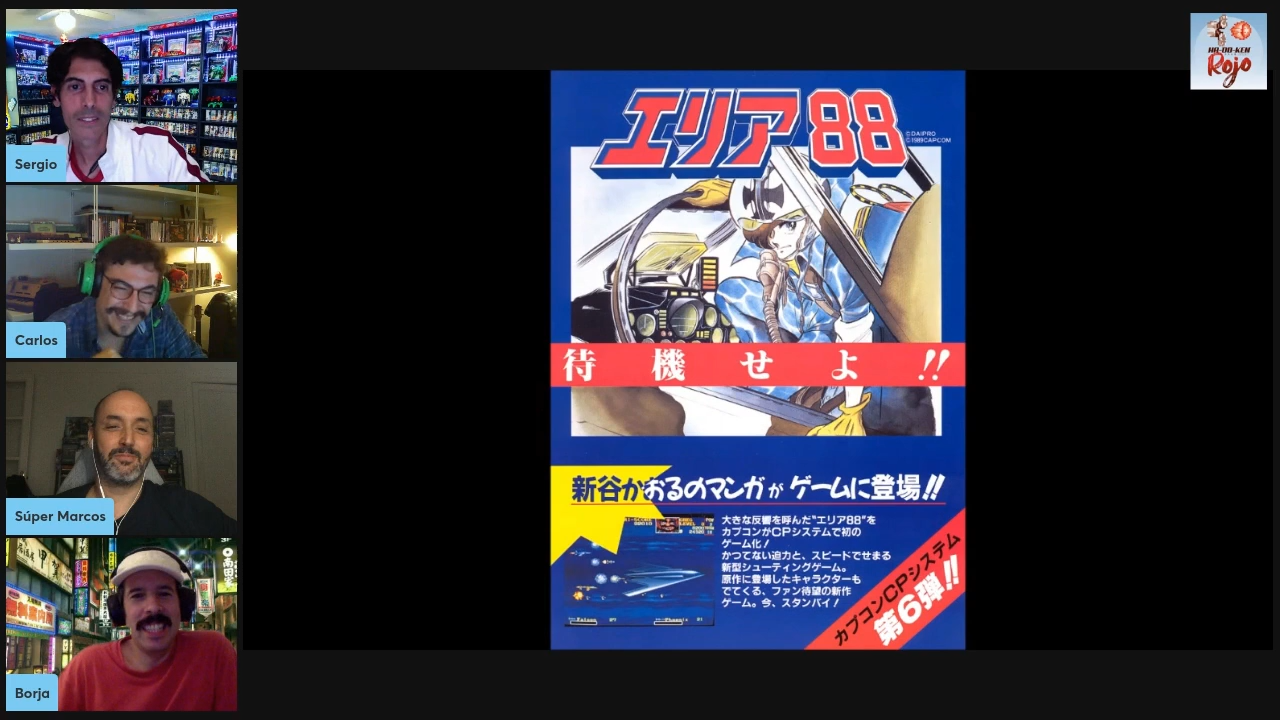 Sergio
Carlos
Súper Marcos
Borja
HA-DO-KEN
Rojo
エリア88
©DAIPRO
©1989CAPCOM
待機せよ!!
新谷かおるのマンガがゲームに登場!!
大きな反響を呼んだ"エリア88"を
カプコンがCPシステムで初の
ゲーム化!
かつてない迫力と、スピードでせまる
新型シューティングゲーム。
原作に登場したキャラクターも
でてくる、ファン待望の新作
ゲーム。今、スタンバイ!
カプコンCPシステム
第6弾!!